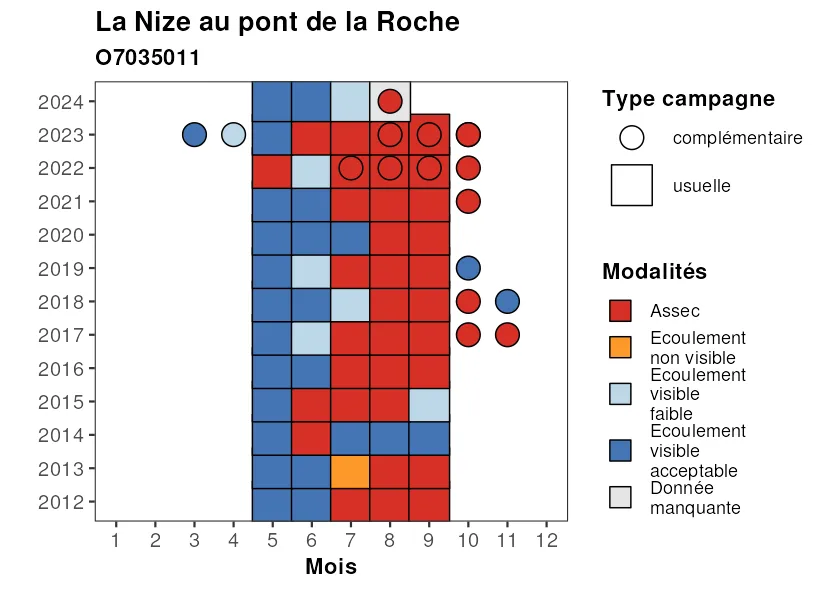 La Nize au pont de la Roche
O7035011
2024
2023
2022
2021
2020
2019
2018
2017
2016
2015
2014
2013
2012
1 2 3 4 5 6 7 8 9 10 11 12
Mois
Type campagne
complémentaire
usuelle
Modalités
Assec
Ecoulement
non visible
Ecoulement
visible
faible
Ecoulement
visible
acceptable
Donnée
manquante